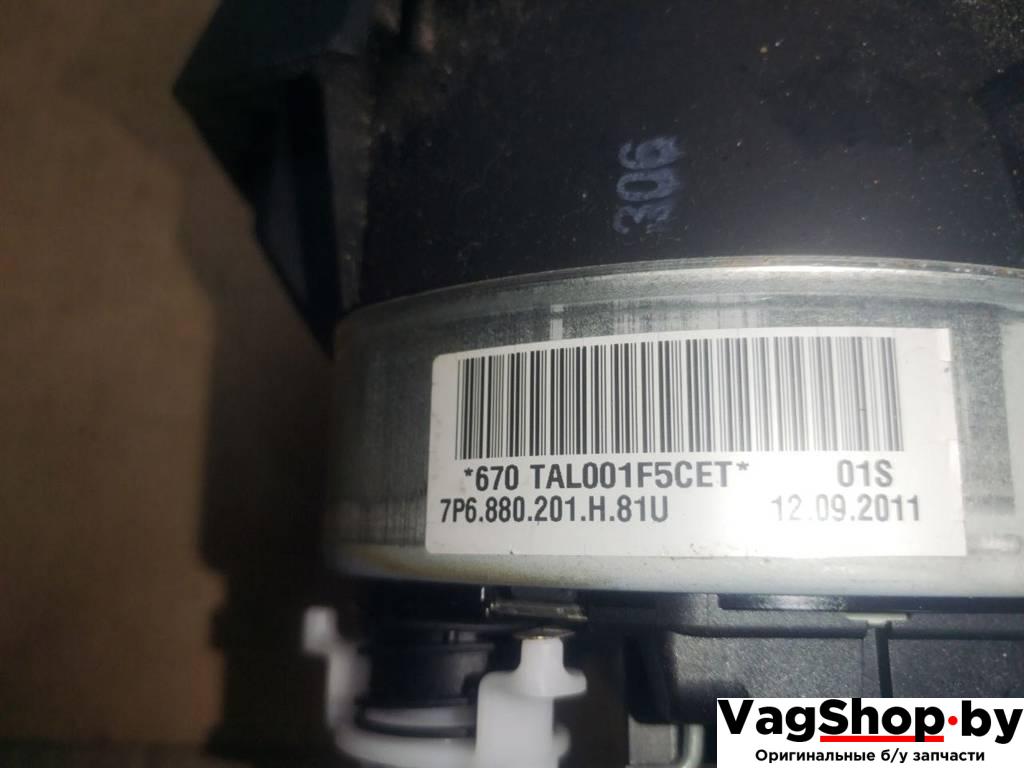 306
*670 TAL001F5CET* 01S
7P6.880.201.H.81U 12.09.2011
VagShop.by
Оригинальные б/у запчасти